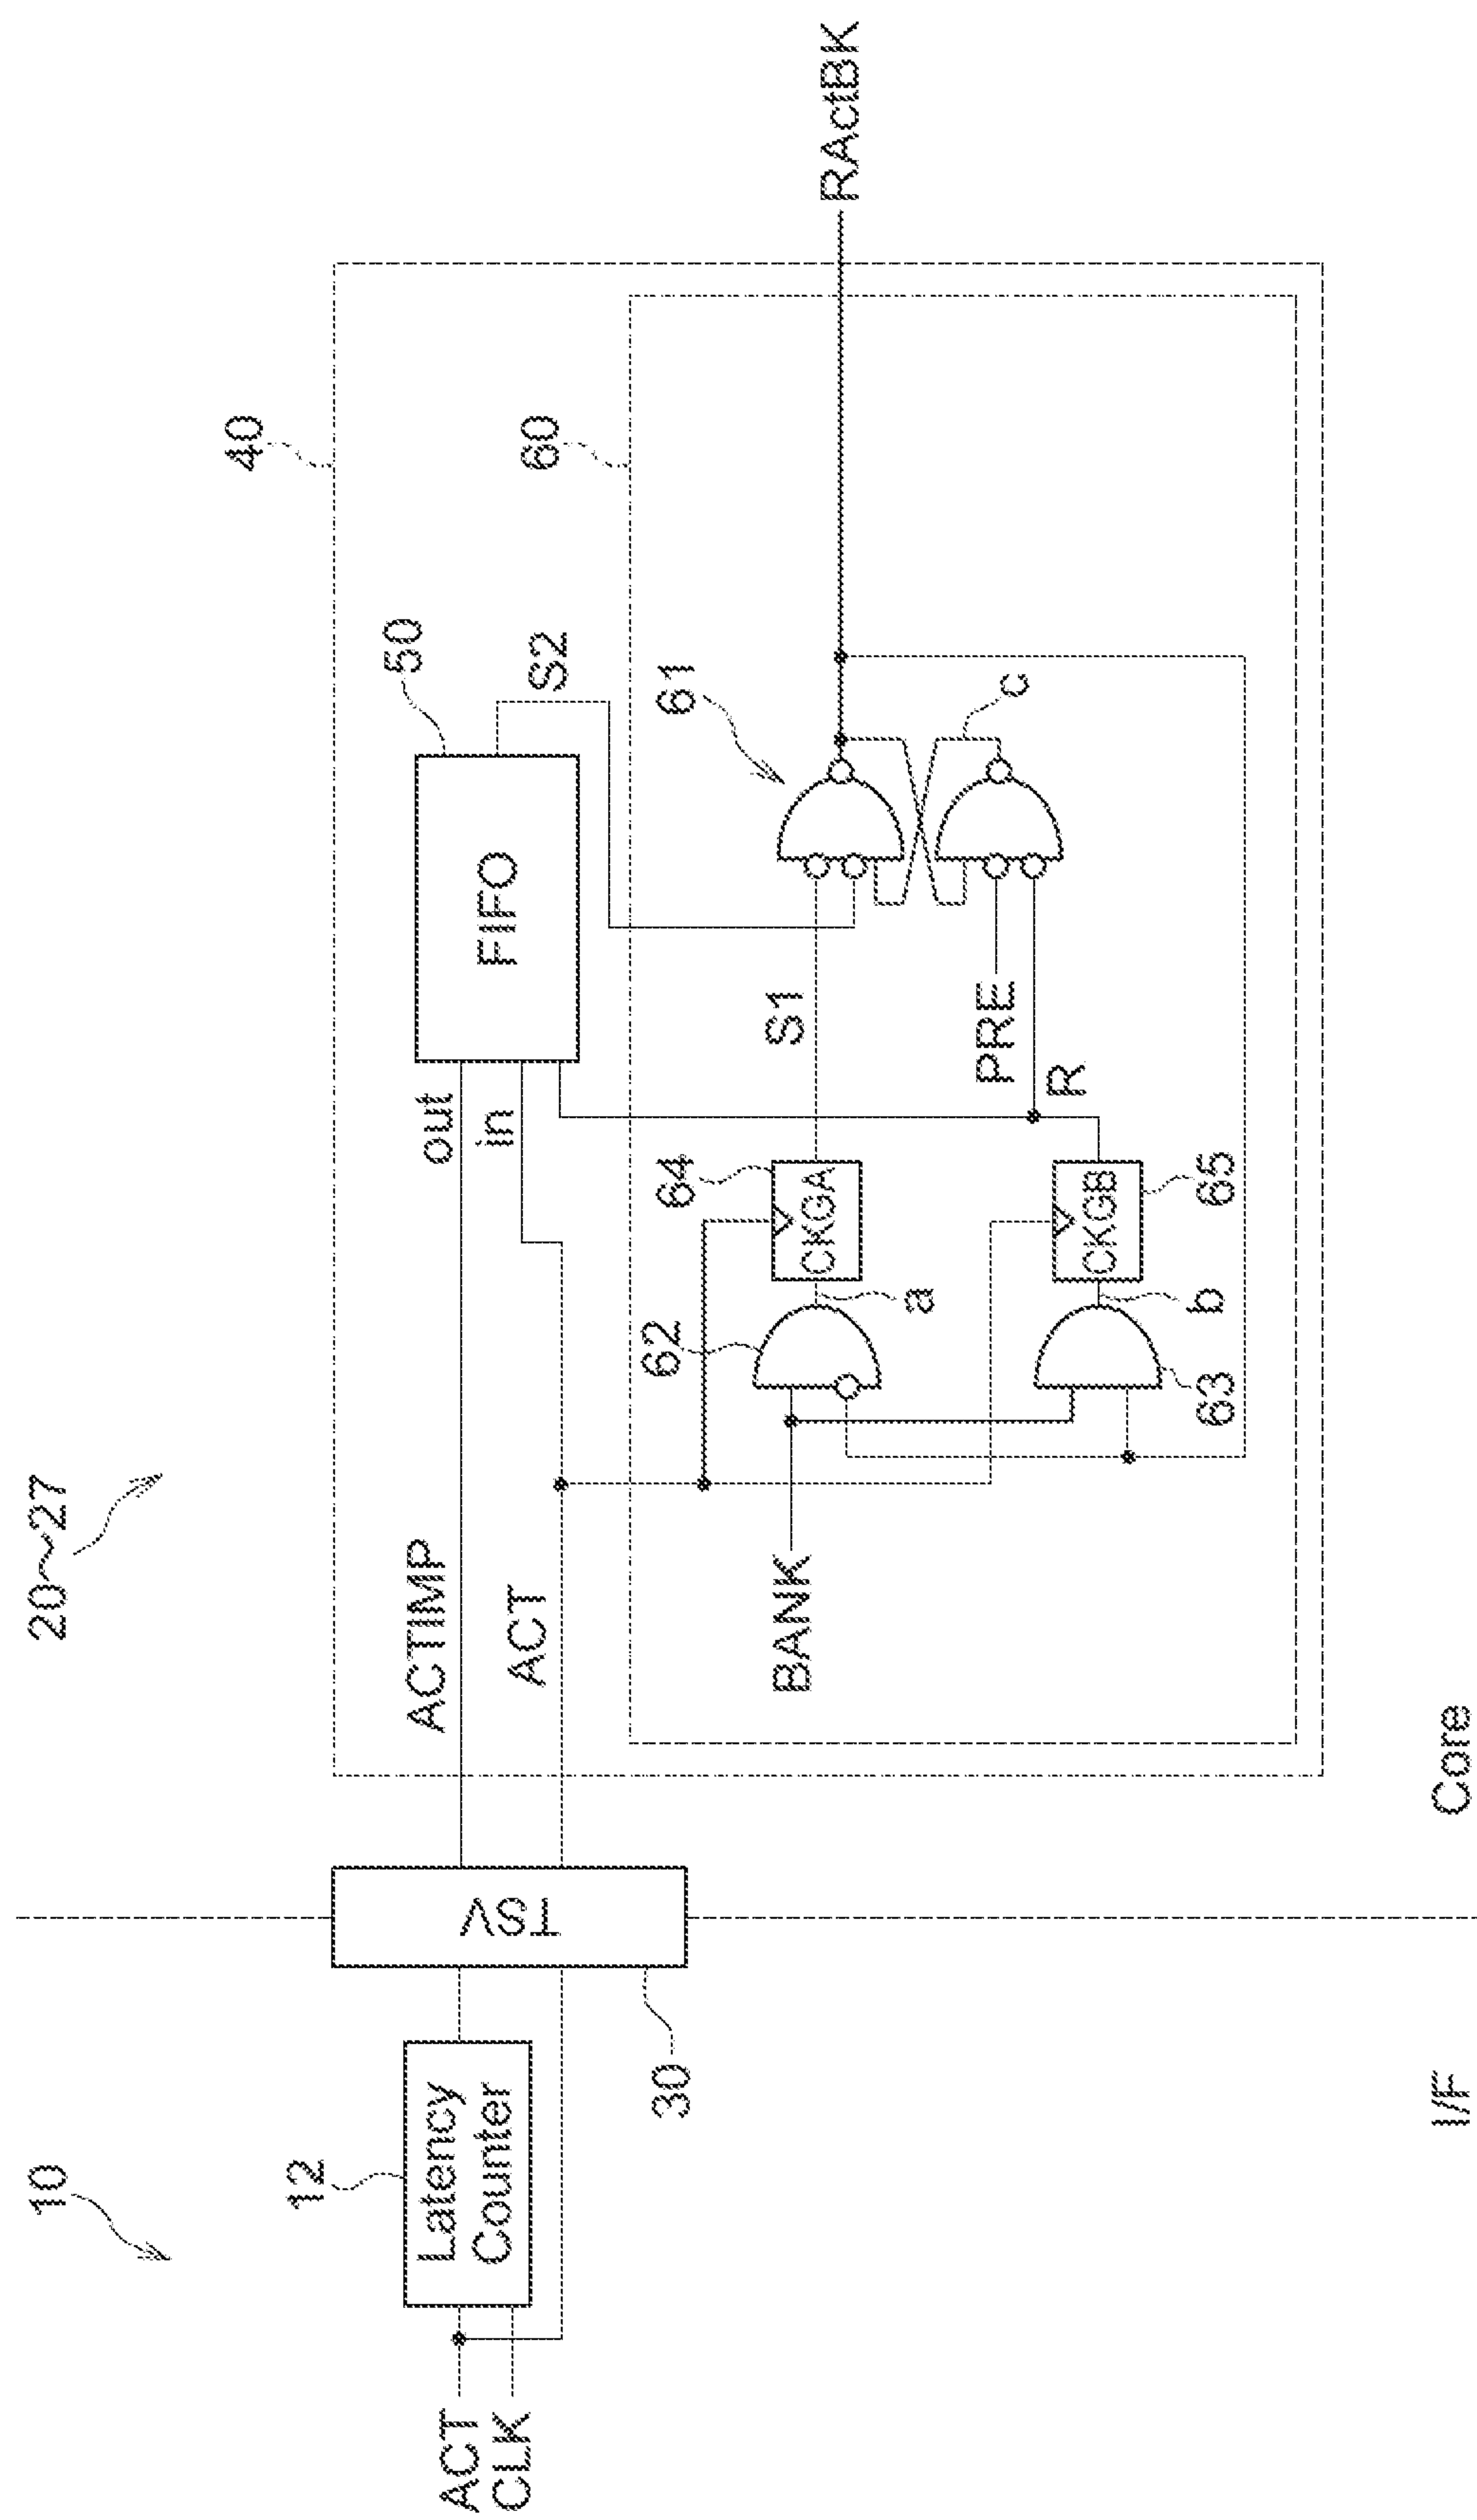 10
20~27
12
Latency
Counter
ACT
CLK
30
TSV
ACTIMP
ACT
40
50
FIFO
out
in
S2
60
61
62
64
CKGA
a
S1
BANK
63
65
CKGB
b
PRE
R
c
RActBK
I/F
Core